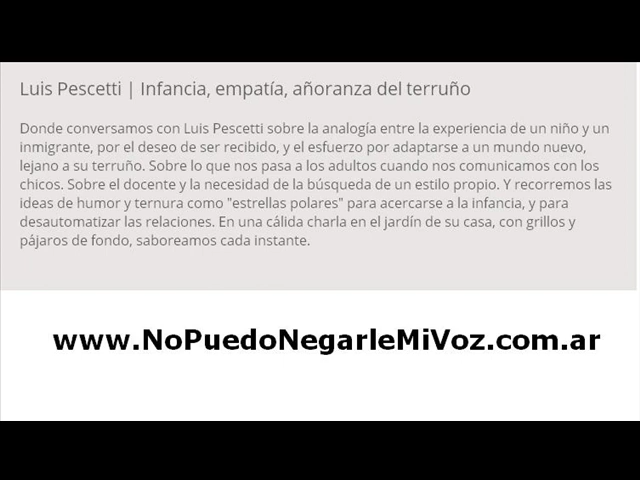 Luis Pescetti | Infancia, empatía, añoranza del terruño
Donde conversamos con Luis Pescetti sobre la analogía entre la experiencia de un niño y un
inmigrante, por el deseo de ser recibido, y el esfuerzo por adaptarse a un mundo nuevo,
lejano a su terruño. Sobre lo que nos pasa a los adultos cuando nos comunicamos con los
chicos. Sobre el docente y la necesidad de la búsqueda de un estilo propio. Y recorremos las
ideas de humor y ternura como "estrellas polares" para acercarse a la infancia, y para
desautomatizar las relaciones. En una cálida charla en el jardín de su casa, con grillos y
pájaros de fondo, saboreamos cada instante.
www.NoPuedoNegarleMiVoz.com.ar